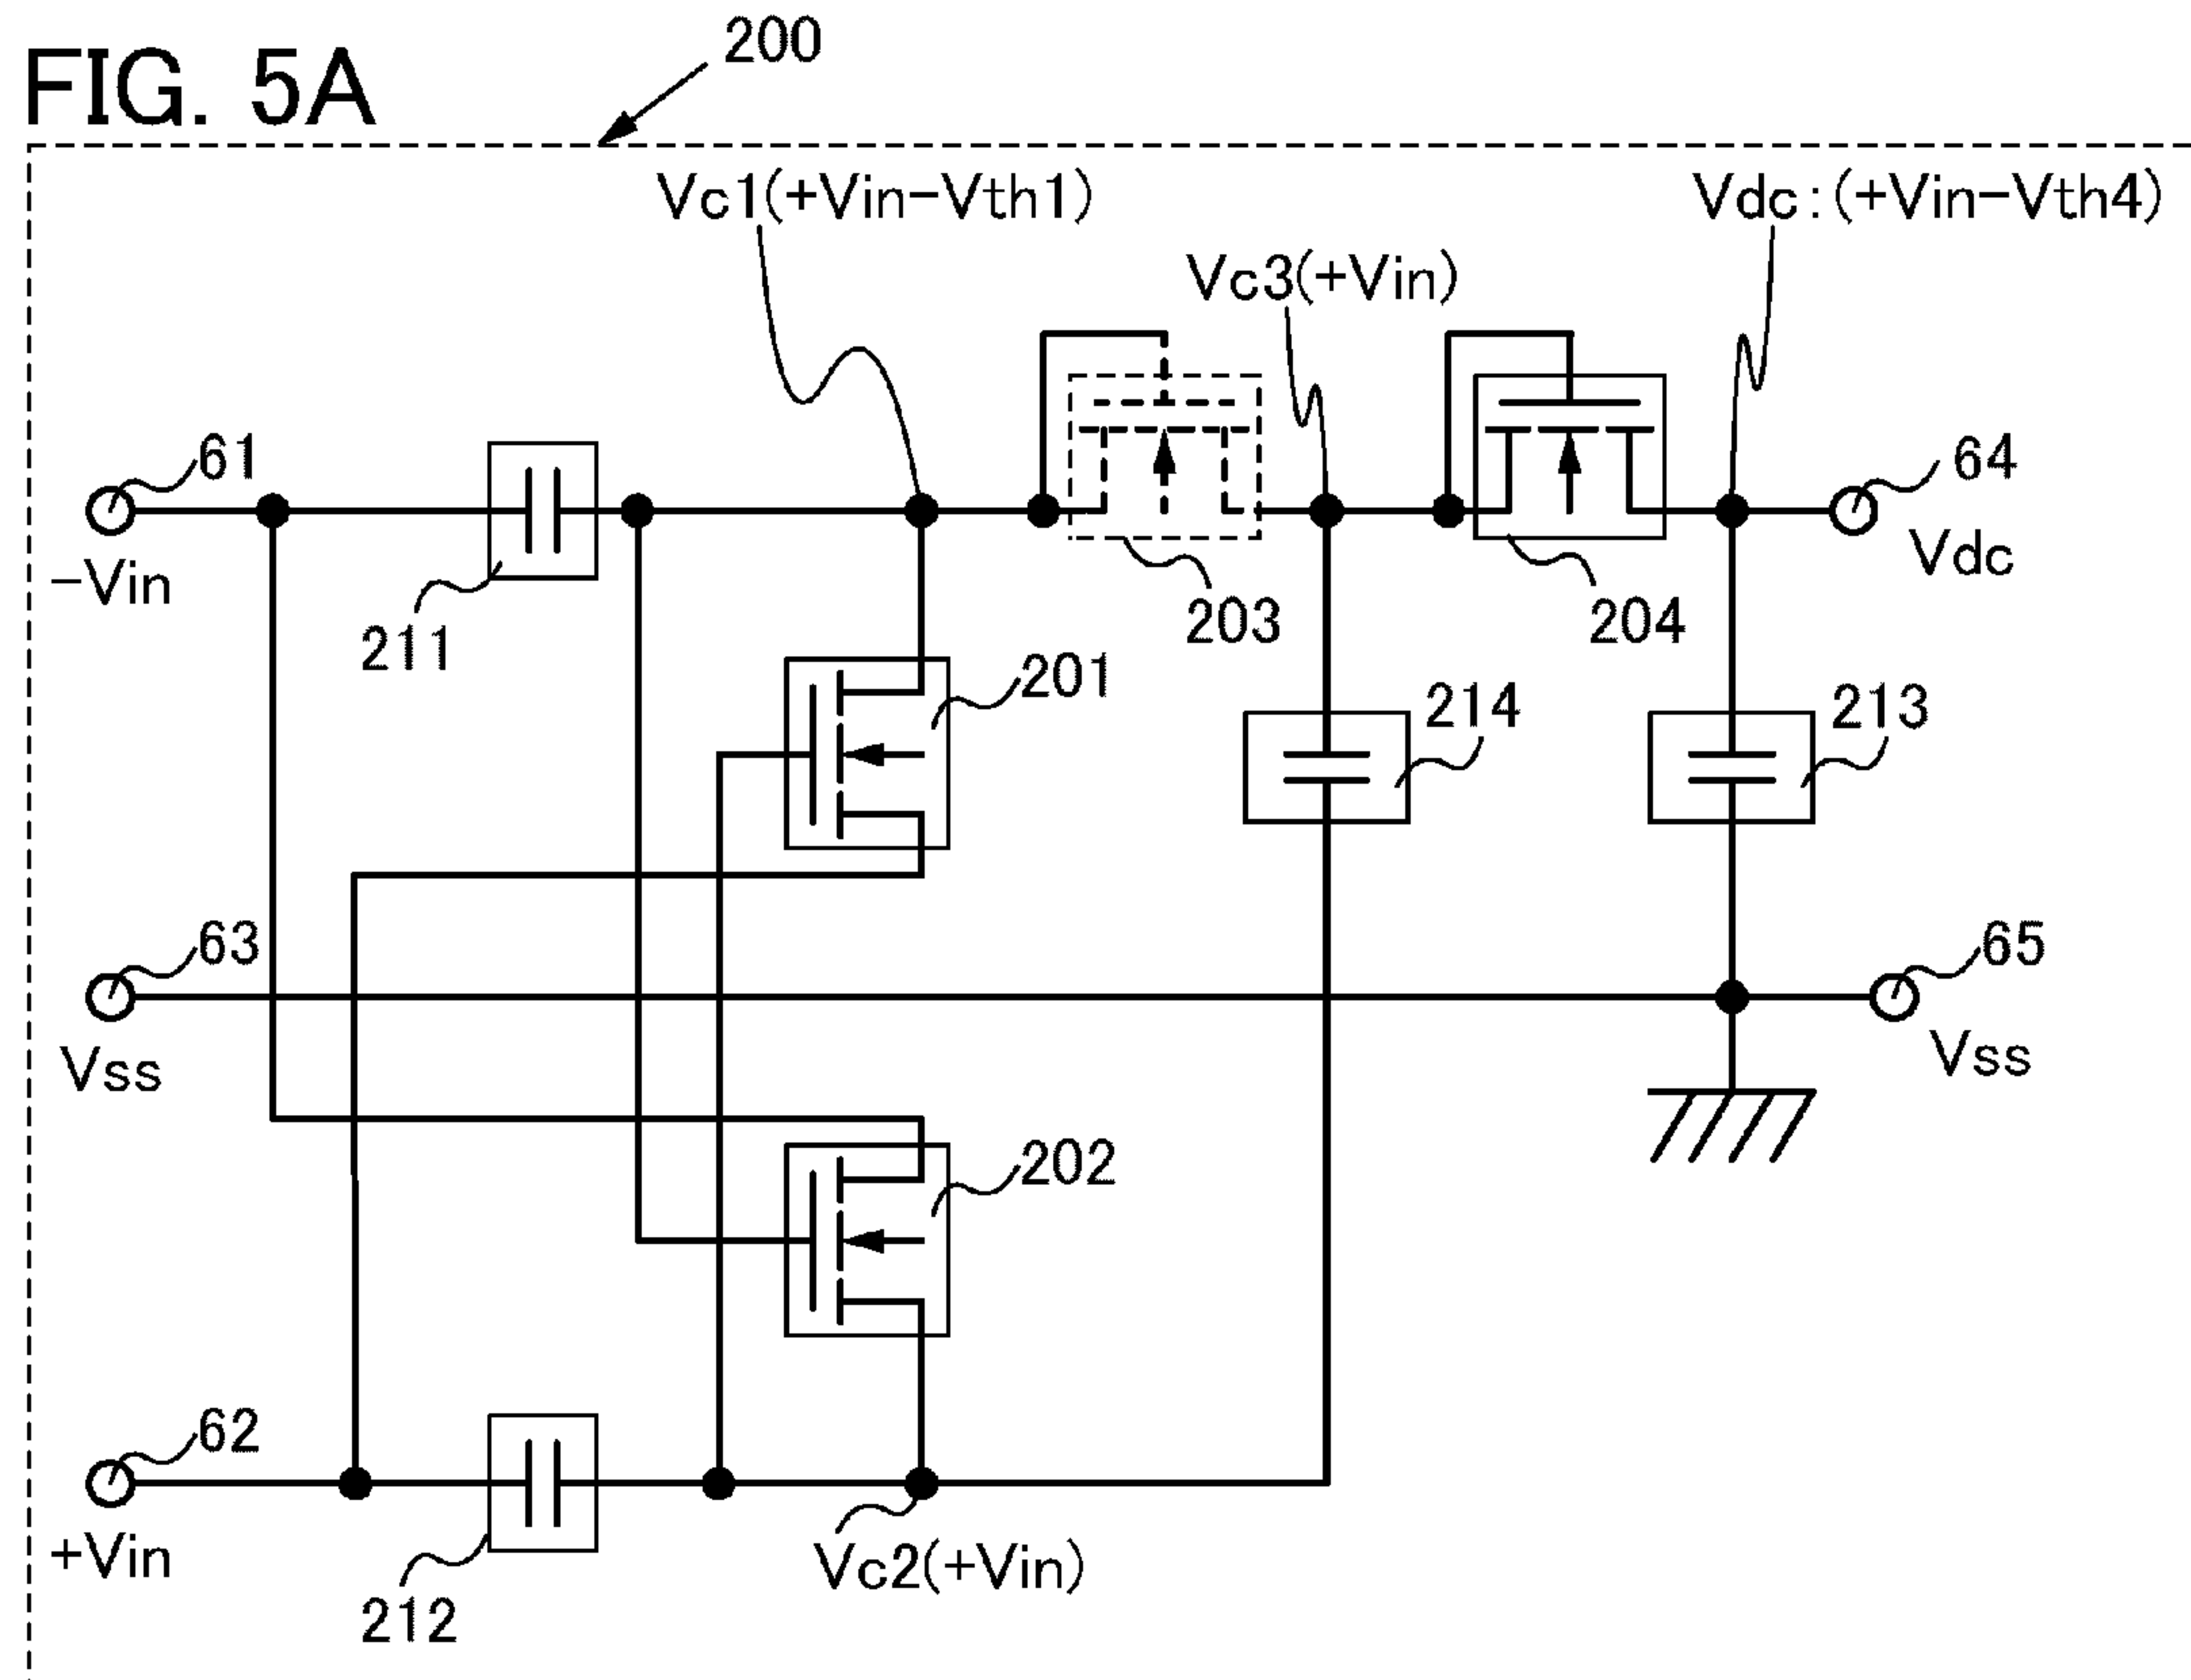 FIG. 5A
200
Vc1(+Vin-Vth1)
Vdc:(+Vin-Vth4)
Vc3(+Vin)
61
64
-Vin
Vdc
211
203
204
201
214
213
63
65
Vss
Vss
202
62
+Vin
Vc2(+Vin)
212